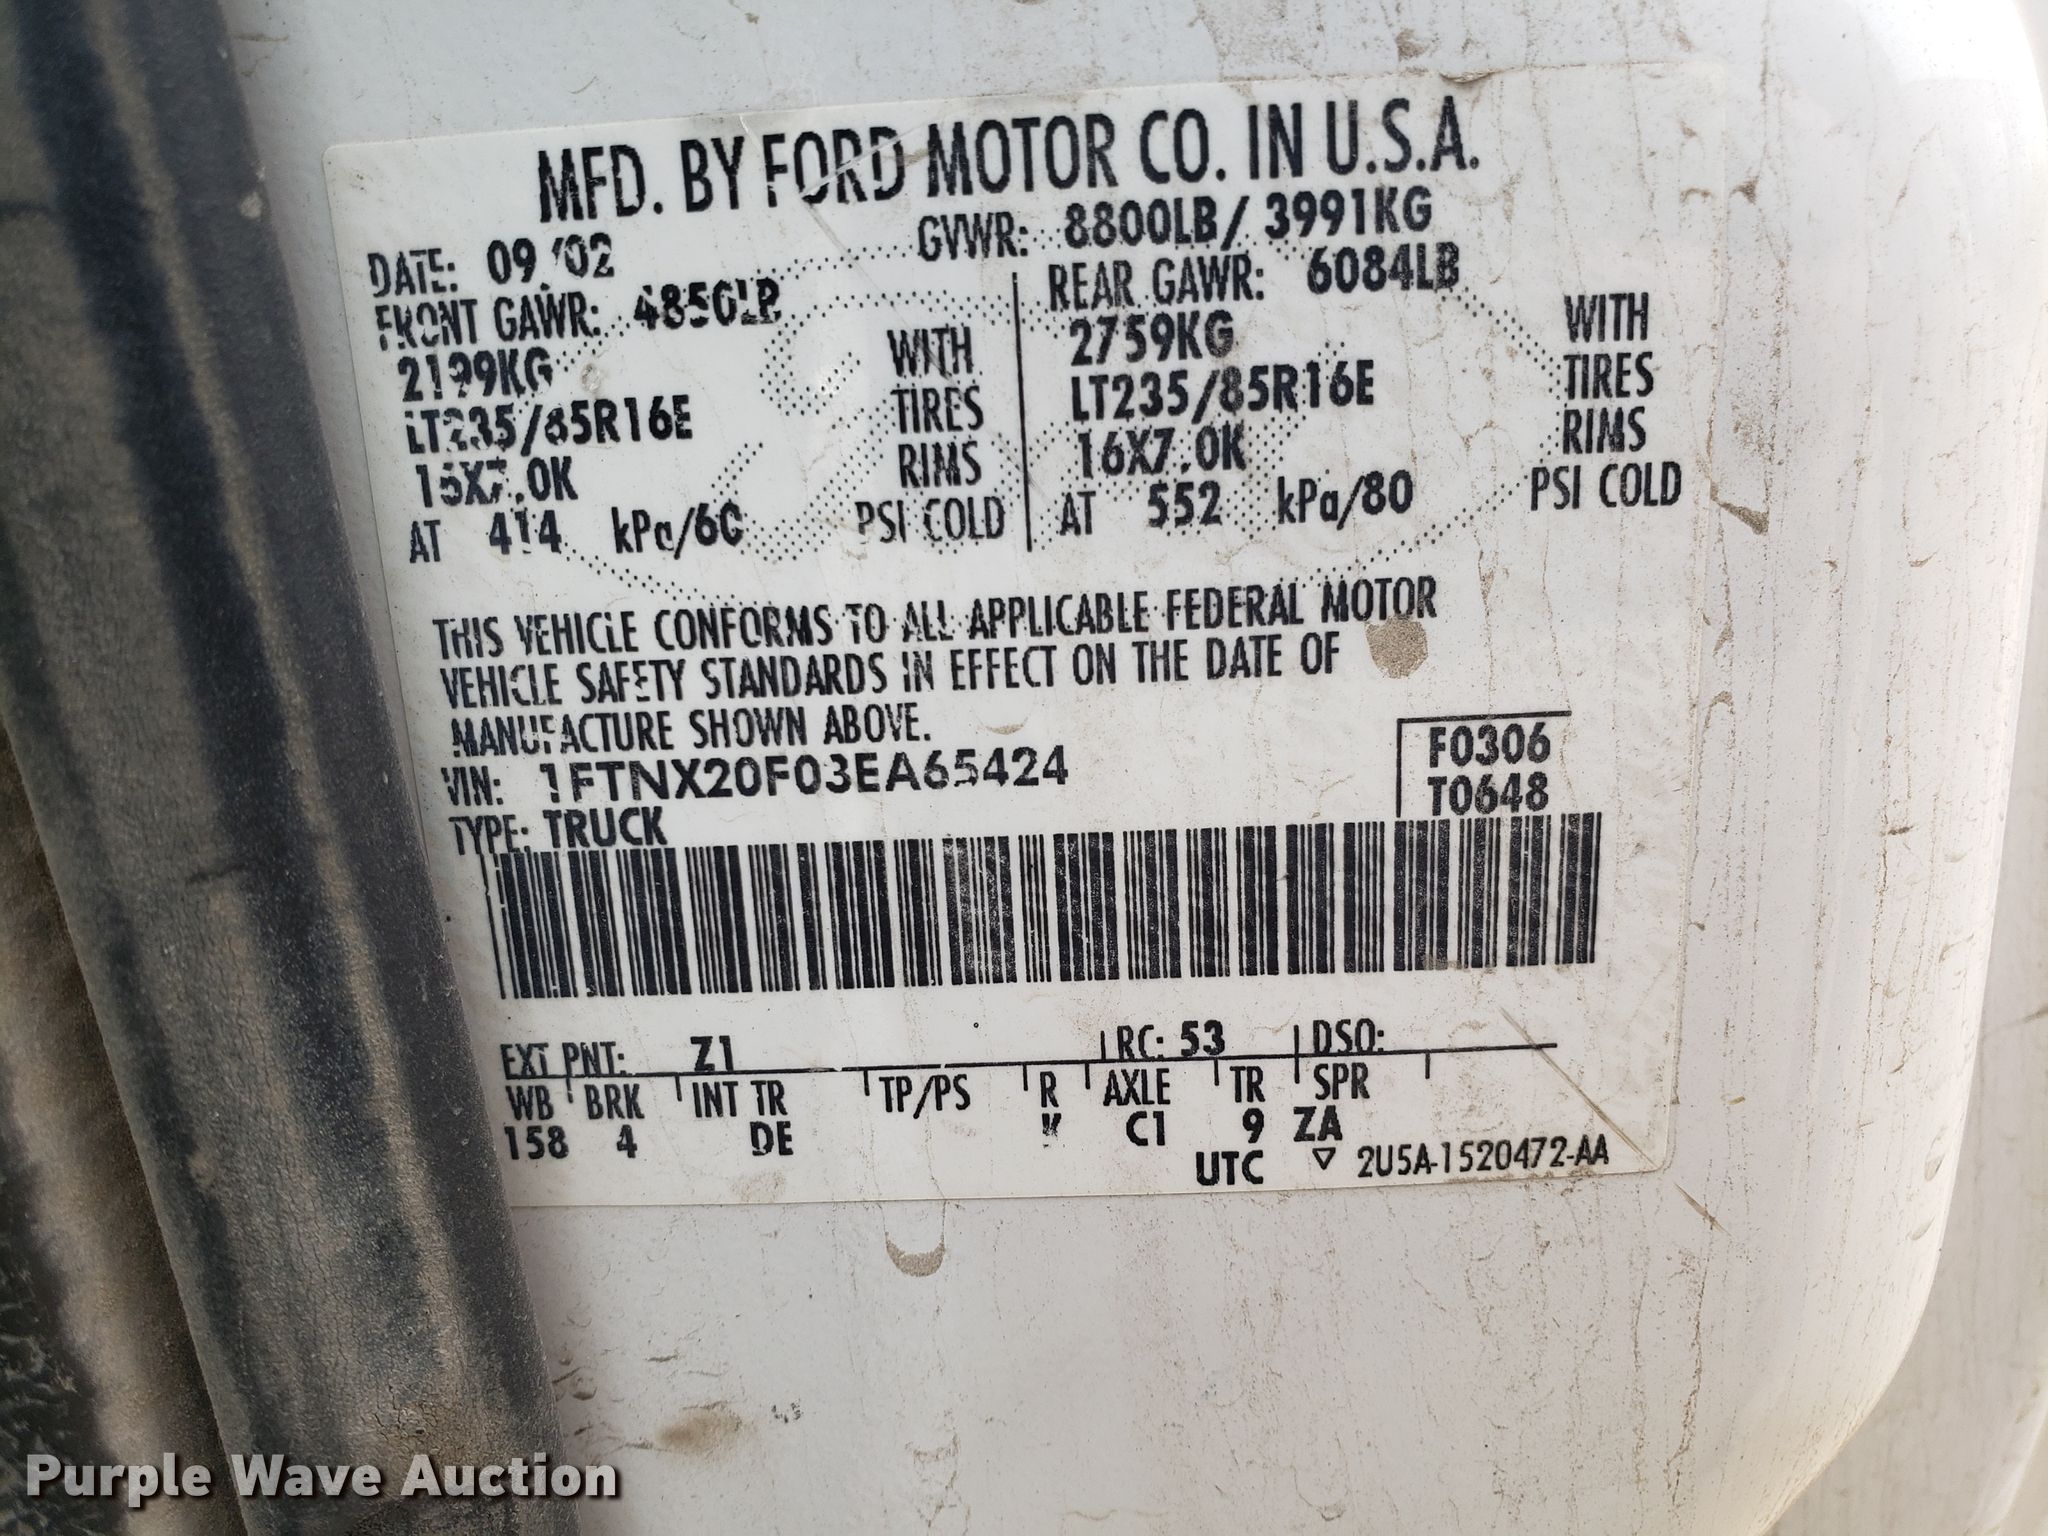 MFD. BY FORD MOTOR CO. IN U.S.A.
DATE: 09/02 GVWR: 8800LB/ 3991KG
FRONT GAWR: 4850LB REAR GAWR: 6084LB
2199KG WITH 2759KG WITH
LT235/85R16E TIRES LT235/85R16E TIRES
16X7.0K RIMS 16X7.0K RIMS
AT 414 kPa/60 PSI COLD AT 552 kPa/80 PSI COLD
THIS VEHICLE CONFORMS TO ALL APPLICABLE FEDERAL MOTOR
VEHICLE SAFETY STANDARDS IN EFFECT ON THE DATE OF
MANUFACTURE SHOWN ABOVE.
VIN: 1FTNX20F03EA65424 F0306
TYPE: TRUCK T0648
EXT PNT: Z1 RC: 53 DSO:
WB BRK INT TR TP/PS R AXLE TR SPR
158 4 DE K C1 9 ZA
UTC ▽ 2U5A-1520472-AA
Purple Wave Auction